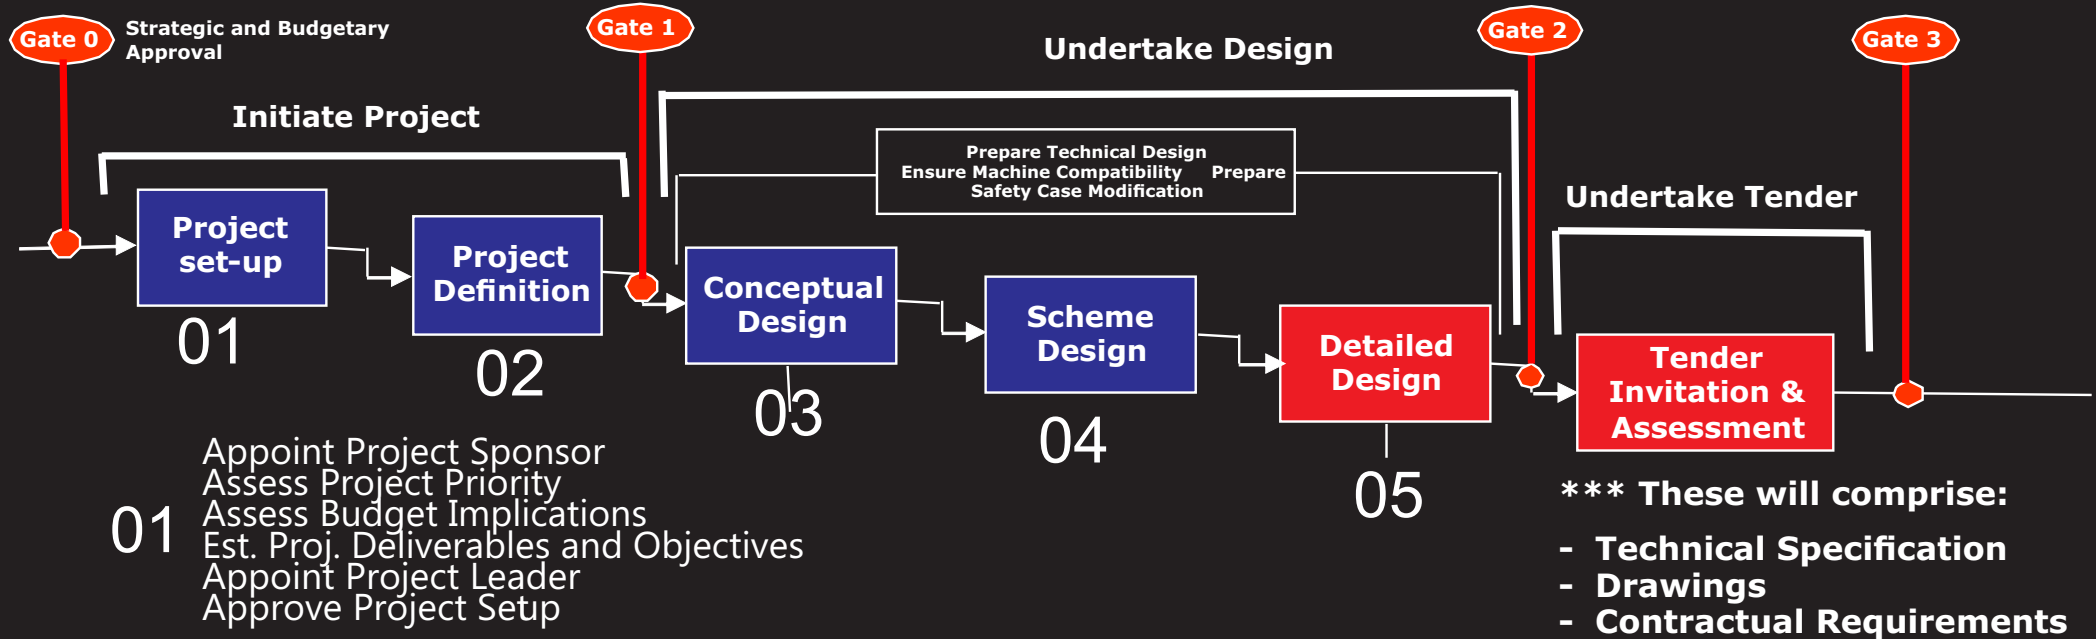 Gate 0
Strategic and Budgetary
Approval
Gate 1
Undertake Design
Gate 2
Gate 3
Initiate Project
Prepare Technical Design
Ensure Machine Compatibility Prepare
Safety Case Modification
Undertake Tender
Project
set-up
01
Project
Definition
02
Conceptual
Design
03
Scheme
Design
04
Detailed
Design
05
Tender
Invitation &
Assessment
01
Appoint Project Sponsor
Assess Project Priority
Assess Budget Implications
Est. Proj. Deliverables and Objectives
Appoint Project Leader
Approve Project Setup
*** These will comprise:
- Technical Specification
- Drawings
- Contractual Requirements